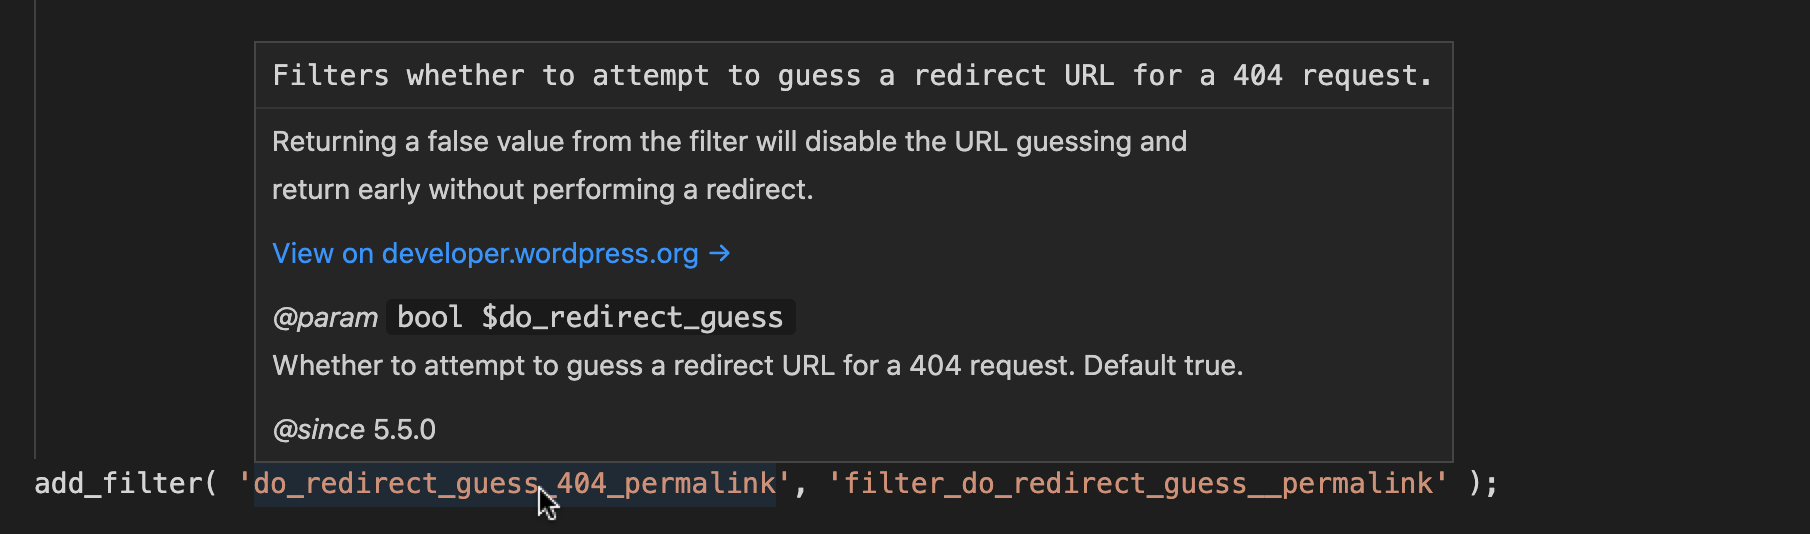 Filters whether to attempt to guess a redirect URL for a 404 request.
Returning a false value from the filter will disable the URL guessing and
return early without performing a redirect.
View on developer.wordpress.org →
@param bool $do_redirect_guess
Whether to attempt to guess a redirect URL for a 404 request. Default true.
@since 5.5.0
add_filter( 'do_redirect_guess_404_permalink', 'filter_do_redirect_guess__permalink' );